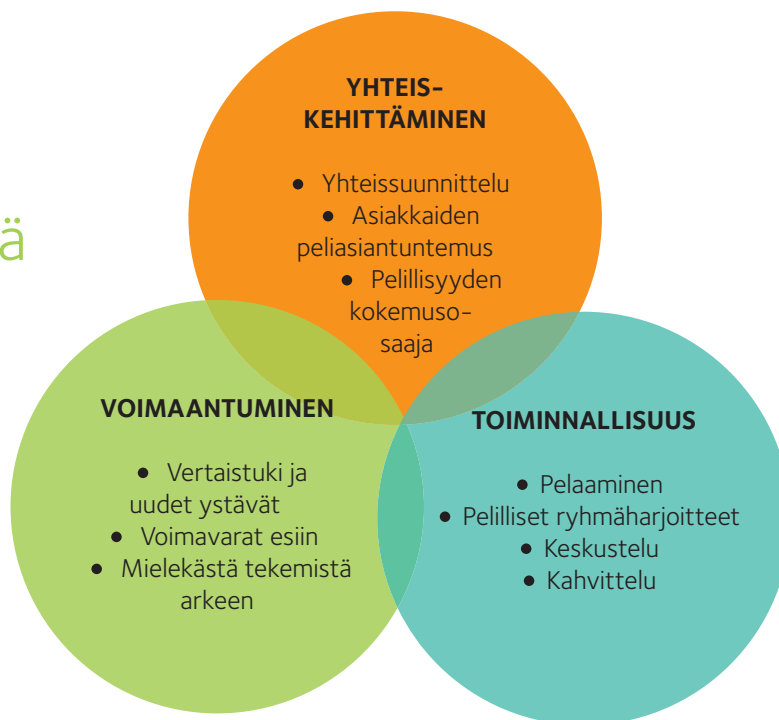 YHTEIS-
KEHITTÄMINEN
• Yhteissuunnittelu
• Asiakkaiden
peliasiantuntemus
• Pelillisyyden
kokemuso-
saaja
ä
VOIMAANTUMINEN
• Vertaistuki ja
uudet ystävät
• Voimavarat esiin
• Mielekästä tekemistä
arkeen
TOIMINNALLISUUS
• Pelaaminen
• Pelilliset ryhmäharjoitteet
• Keskustelu
• Kahvittelu